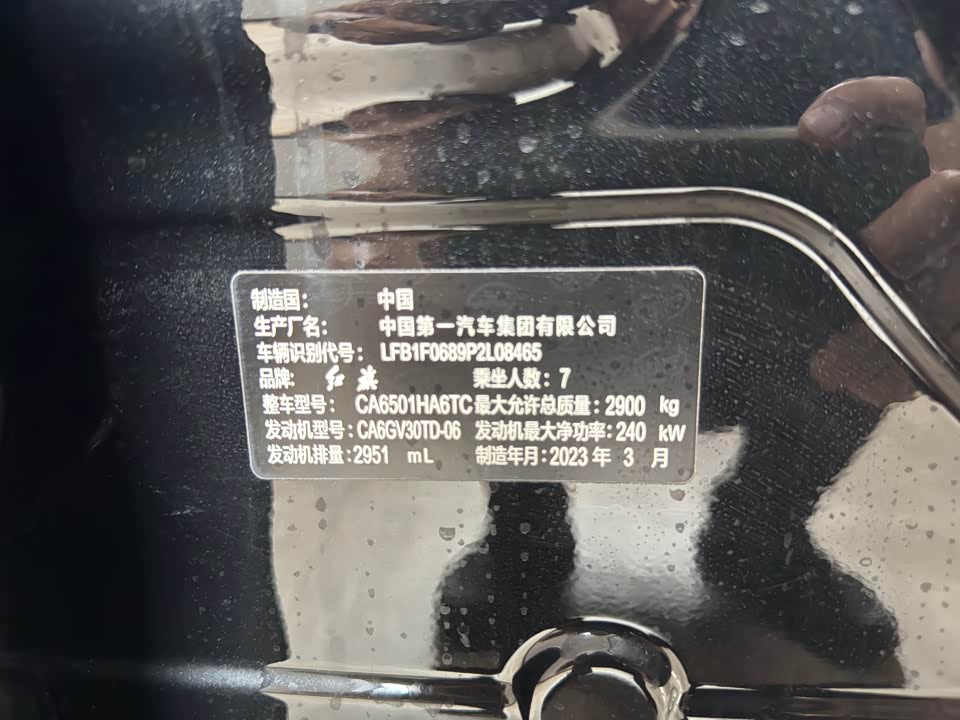 制造国: 中国
生产厂名: 中国第一汽车集团有限公司
车辆识别代号: LFB1F0689P2L08465
品牌: 红旗 乘坐人数: 7
整车型号: CA6501HA6TC 最大允许总质量: 2900 kg
发动机型号: CA6GV30TD-06 发动机最大净功率: 240 kW
发动机排量: 2951 mL 制造年月: 2023 年 3 月